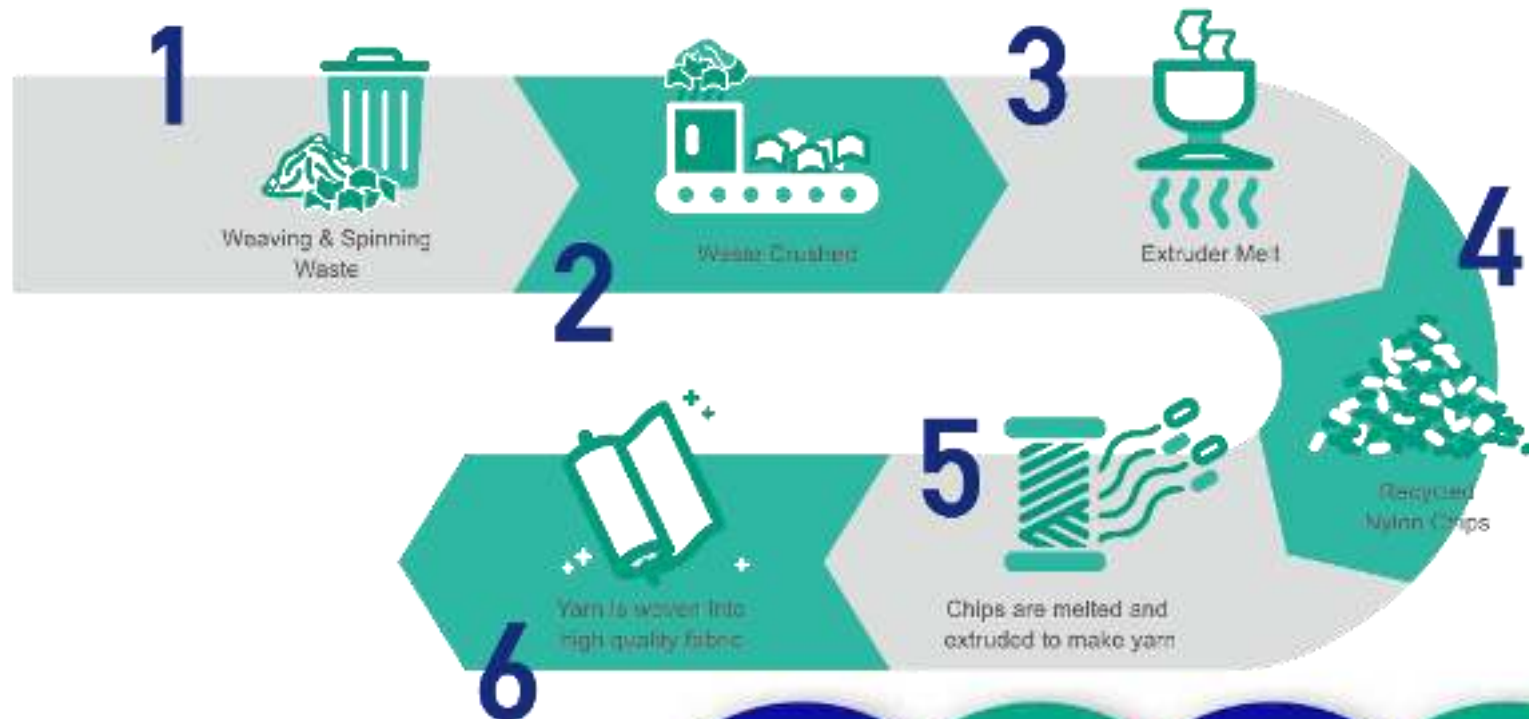 1
Weaving & Spinning
Waste
2
Waste Crushed
3
Extruder Melt
4
Recycled
Nylon Chips
5
Chips are melted and
extruded to make yarn
6
Yarn is woven into
high quality fabric